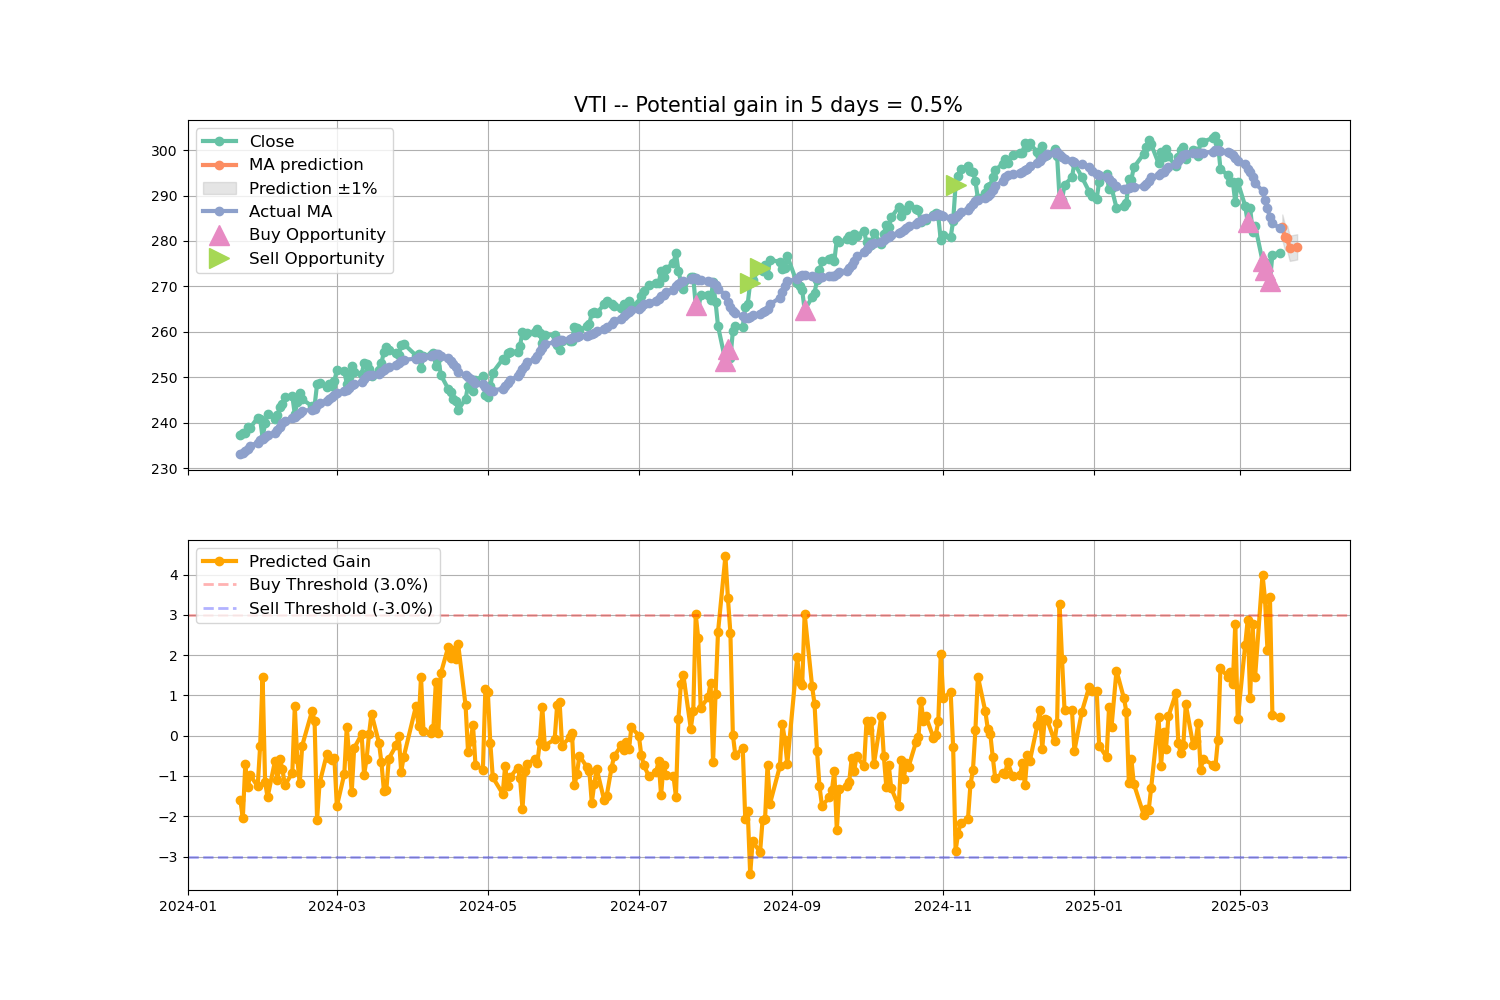 VTI -- Potential gain in 5 days = 0.5%
Close
MA prediction
Prediction ±1%
Actual MA
Buy Opportunity
Sell Opportunity
300
290
280
270
260
250
240
230
Predicted Gain
Buy Threshold (3.0%)
Sell Threshold (-3.0%)
4
3
2
1
0
−1
−2
−3
2024-01
2024-03
2024-05
2024-07
2024-09
2024-11
2025-01
2025-03